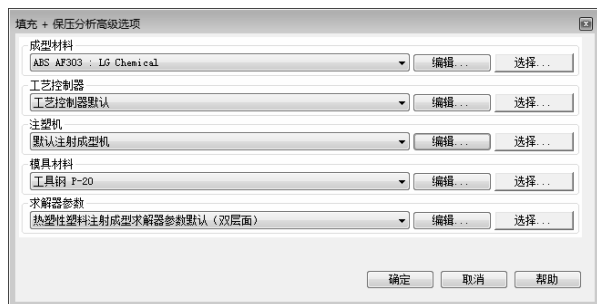 填充 + 保压分析高级选项
成型材料
ABS AF303 : LG Chemical
编辑...
选择...
工艺控制器
工艺控制器默认
编辑...
选择...
注塑机
默认注射成型机
编辑...
选择...
模具材料
工具钢 P-20
编辑...
选择...
求解器参数
热塑性塑料注射成型求解器参数默认（双层面）
编辑...
选择...
确定
取消
帮助